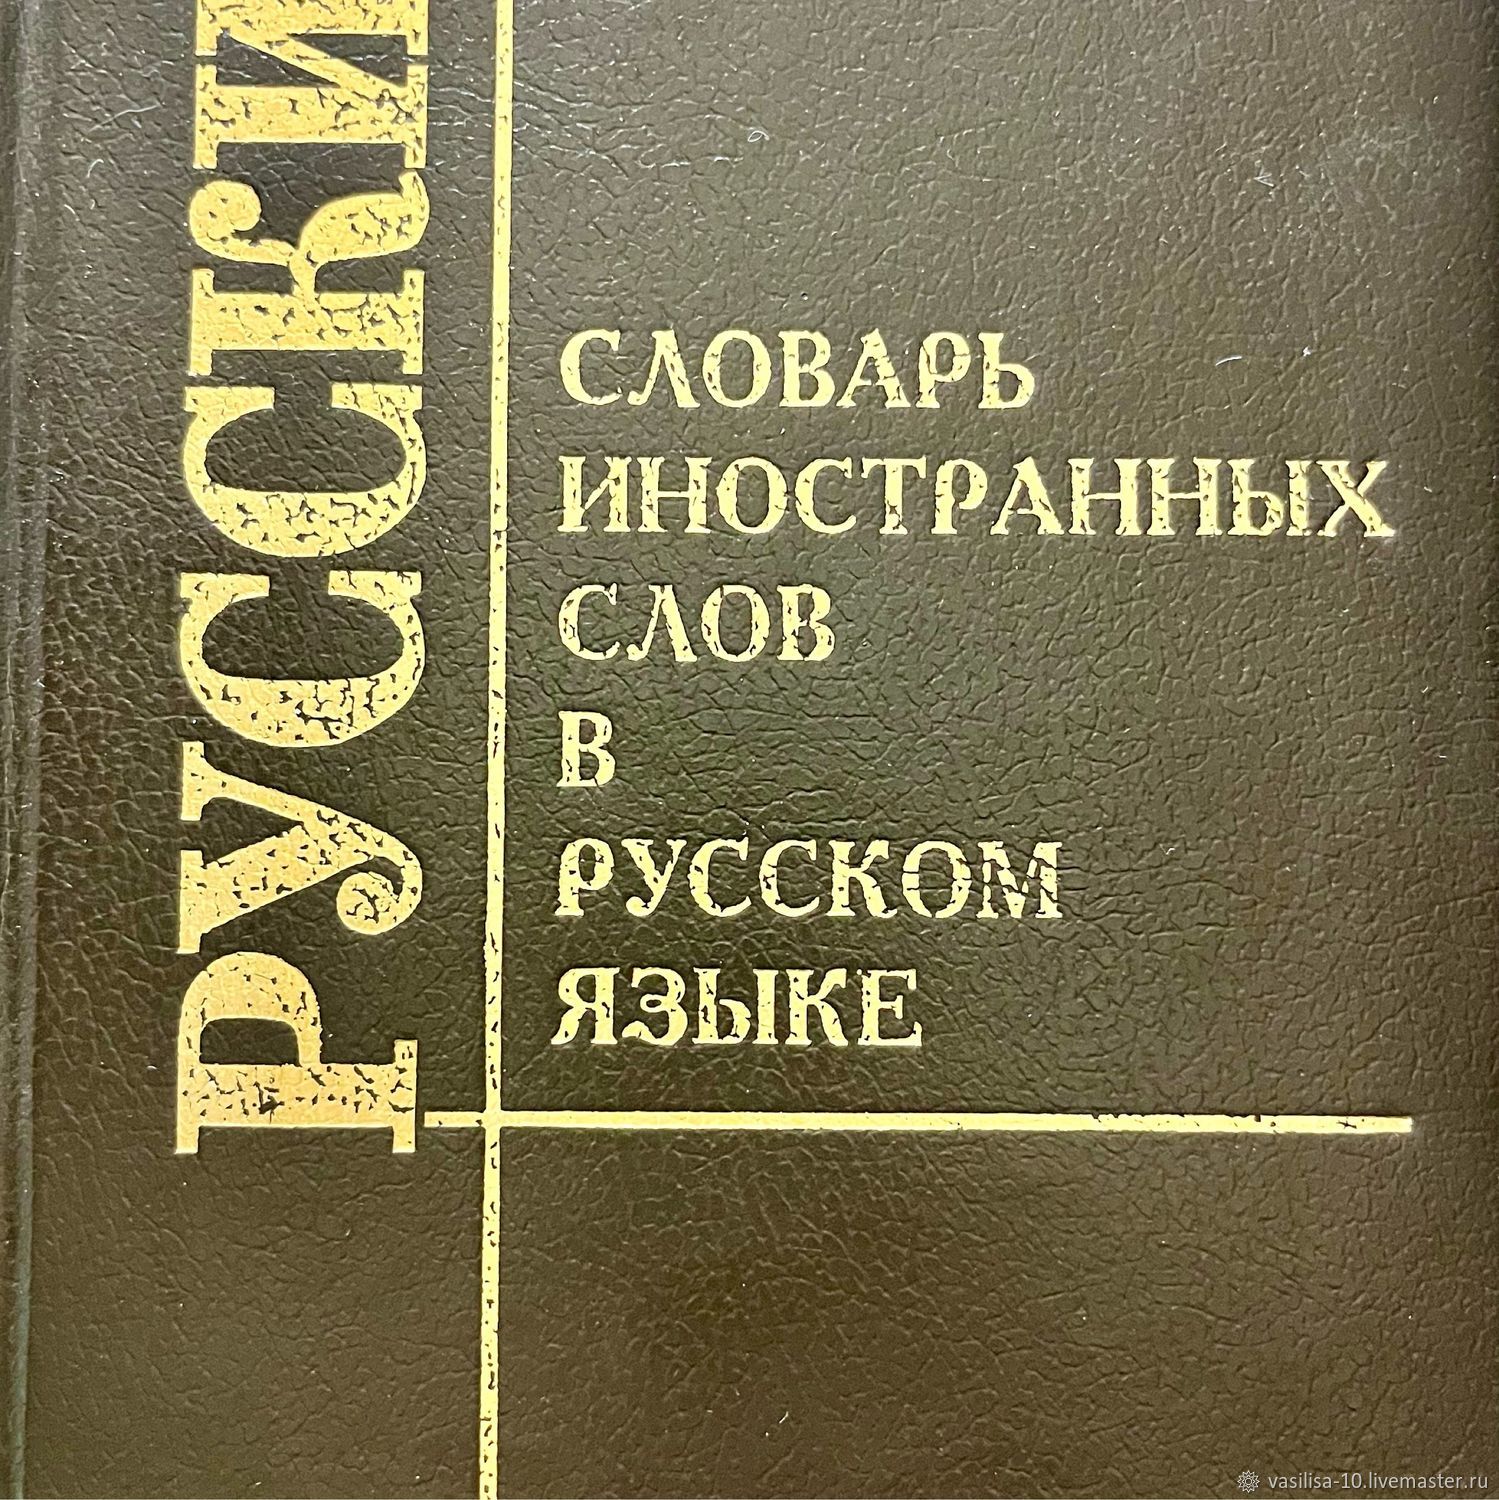 РУССКИ
СЛОВАРЬ
ИНОСТРАННЫХ
СЛОВ
В
РУССКОМ
ЯЗЫКЕ
vasilisa-10.livemaster.ru